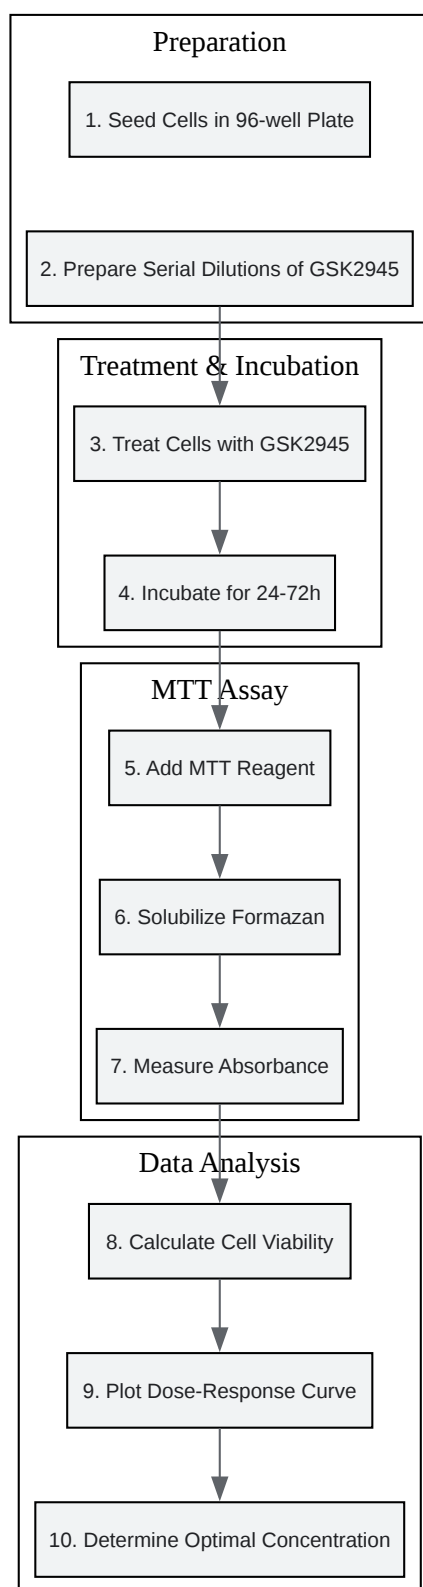 Preparation
1. Seed Cells in 96-well Plate
2. Prepare Serial Dilutions of GSK2945
Treatment & Incubation
3. Treat Cells with GSK2945
4. Incubate for 24-72h
MTT Assay
5. Add MTT Reagent
6. Solubilize Formazan
7. Measure Absorbance
Data Analysis
8. Calculate Cell Viability
9. Plot Dose-Response Curve
10. Determine Optimal Concentration